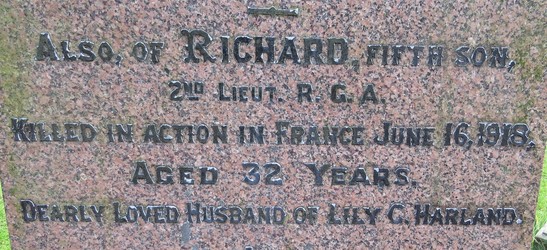 Also, of Richard, fifth son,
2nd Lieut. R. G. A.
Killed in action in France June 16, 1918,
Aged 32 Years.
Dearly Loved Husband of Lily C. Harland.